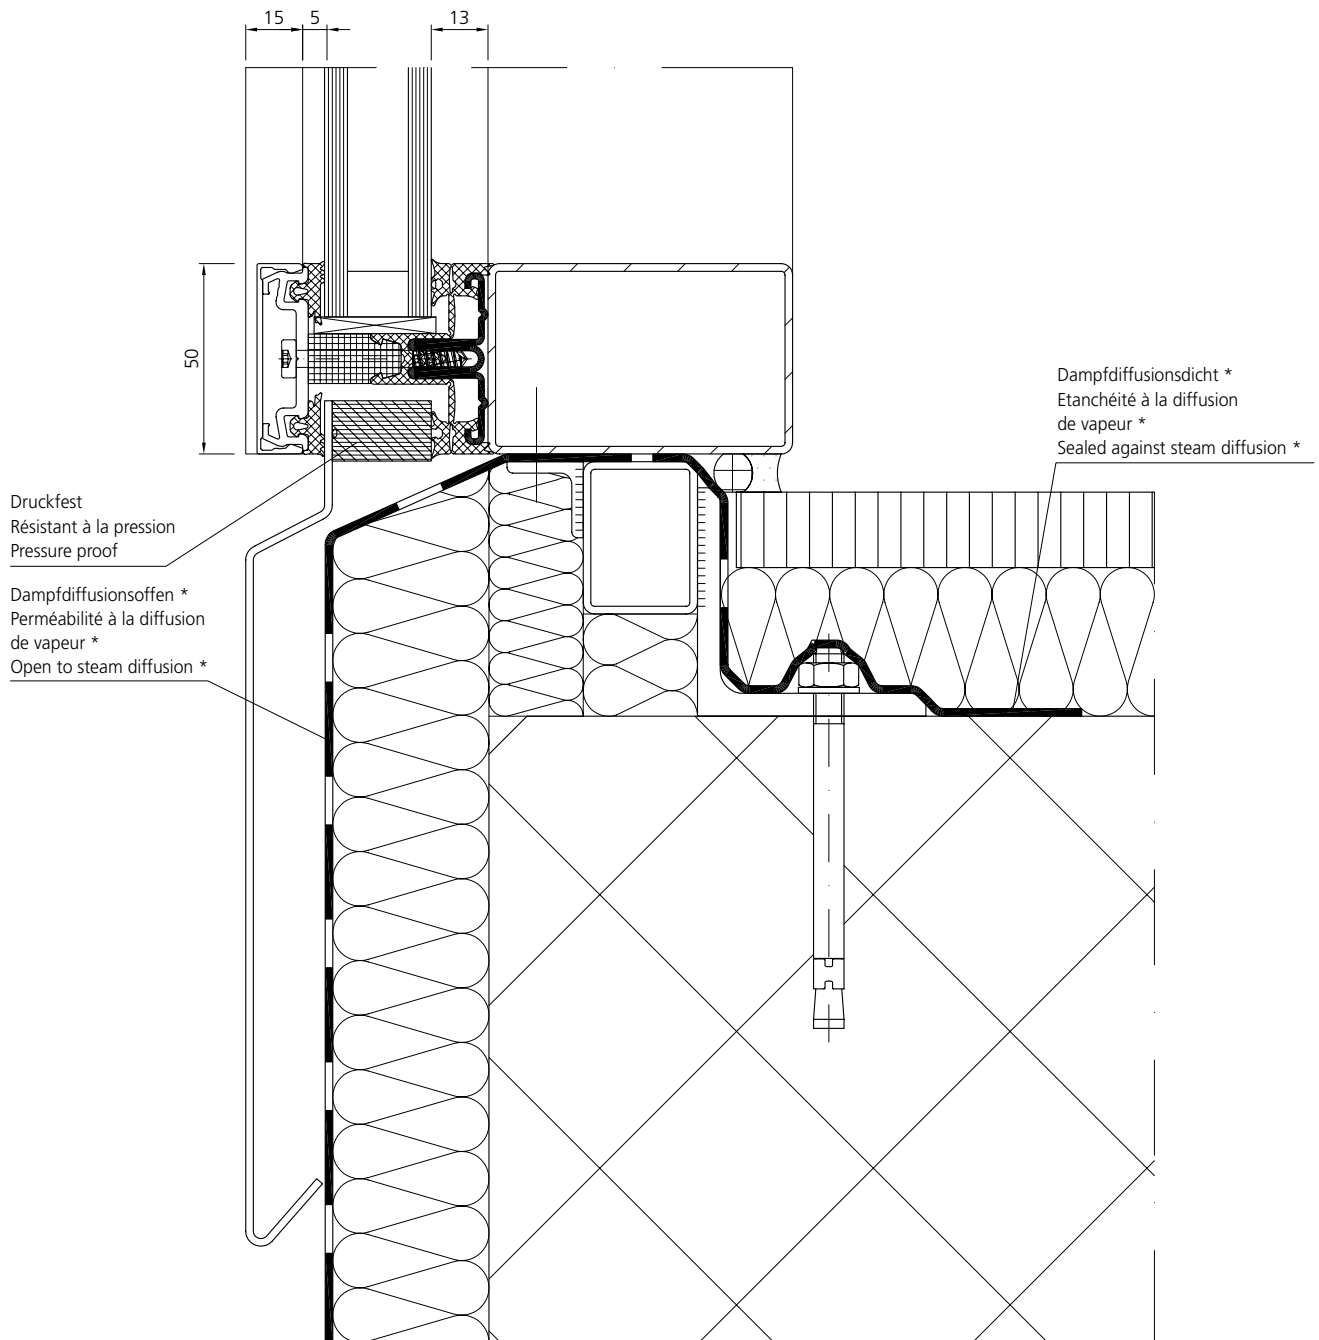 15 5 13
50
Dampfdiffusionsdicht *
Etanchéité à la diffusion
de vapeur *
Sealed against steam diffusion *
Druckfest
Résistant à la pression
Pressure proof
Dampfdiffusionsoffen *
Perméabilité à la diffusion
de vapeur *
Open to steam diffusion *